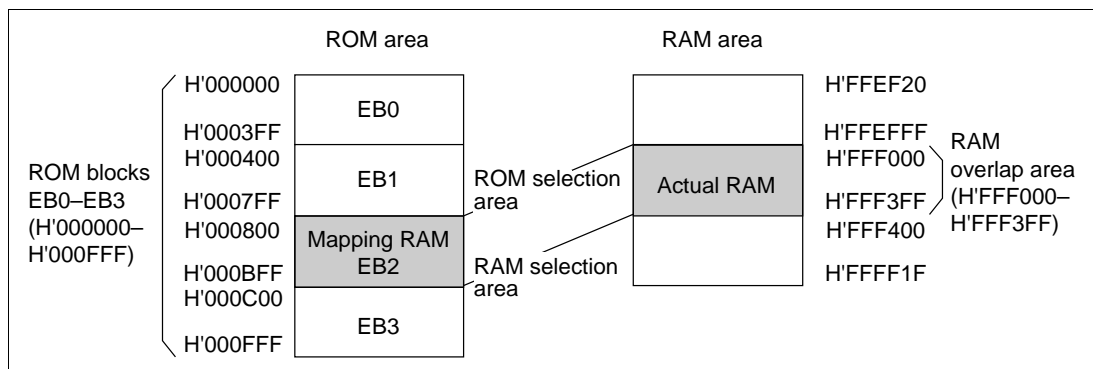 ROM area
RAM area
ROM blocks
EB0–EB3
(H'000000–
H'000FFF)
H'000000
H'0003FF
H'000400
H'0007FF
H'000800
H'000BFF
H'000C00
H'000FFF
EB0
EB1
Mapping RAM
EB2
EB3
ROM selection
area
RAM selection
area
Actual RAM
H'FFEF20
H'FFEFFF
H'FFF000
H'FFF3FF
H'FFF400
H'FFFF1F
RAM
overlap area
(H'FFF000–
H'FFF3FF)